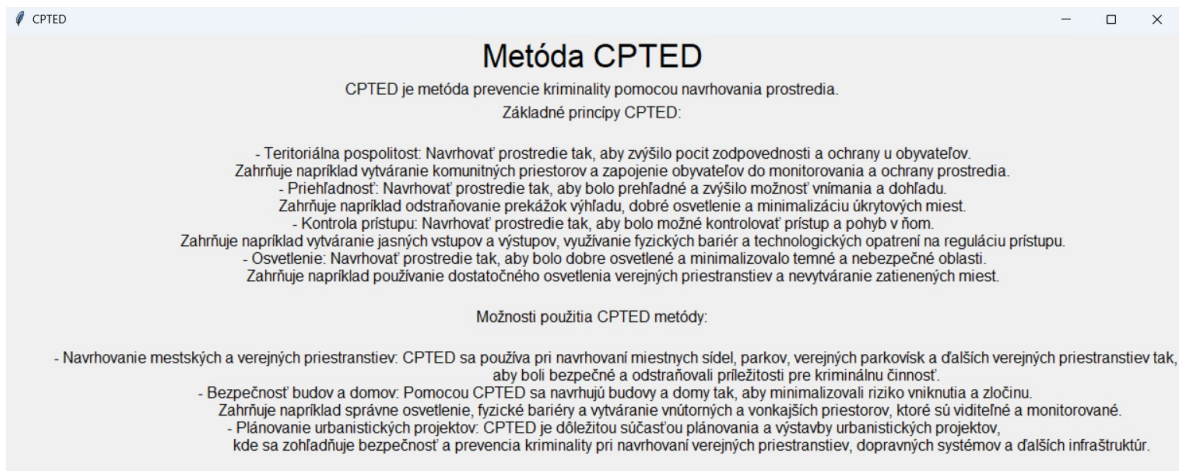 CPTED
Metóda CPTED
CPTED je metóda prevencie kriminality pomocou navrhovania prostredia.
Základné princípy CPTED:
- Teritoriálna pospolitosť: Navrhovať prostredie tak, aby zvýšilo pocit zodpovednosti a ochrany u obyvateľov.
Zahrňuje napríklad vytváranie komunitných priestorov a zapojenie obyvateľov do monitorovania a ochrany prostredia.
- Priehľadnosť: Navrhovať prostredie tak, aby bolo prehľadné a zvýšilo možnosť vnímania a dohľadu.
Zahrňuje napríklad odstraňovanie prekážok výhľadu, dobré osvetlenie a minimalizáciu úkrytových miest.
- Kontrola prístupu: Navrhovať prostredie tak, aby bolo možné kontrolovať prístup a pohyb v ňom.
Zahrňuje napríklad vytváranie jasných vstupov a výstupov, využívanie fyzických bariér a technologických opatrení na reguláciu prístupu.
- Osvetlenie: Navrhovať prostredie tak, aby bolo dobre osvetlené a minimalizovalo temné a nebezpečné oblasti.
Zahrňuje napríklad používanie dostatočného osvetlenia verejných priestranstiev a nevytváranie zatienených miest.
Možnosti použitia CPTED metódy:
- Navrhovanie mestských a verejných priestranstiev: CPTED sa používa pri navrhovaní miestnych sídel, parkov, verejných parkovísk a ďalších verejných priestranstiev tak,
aby boli bezpečné a odstraňovali príležitosti pre kriminálnu činnosť.
- Bezpečnosť budov a domov: Pomocou CPTED sa navrhujú budovy a domy tak, aby minimalizovali riziko vniknutia a zločinu.
Zahrňuje napríklad správne osvetlenie, fyzické bariéry a vytváranie vnútorných a vonkajších priestorov, ktoré sú viditeľné a monitorované.
- Plánovanie urbanistických projektov: CPTED je dôležitou súčasťou plánovania a výstavby urbanistických projektov,
kde sa zohľadňuje bezpečnosť a prevencia kriminality pri navrhovaní verejných priestranstiev, dopravných systémov a ďalších infraštruktúr.